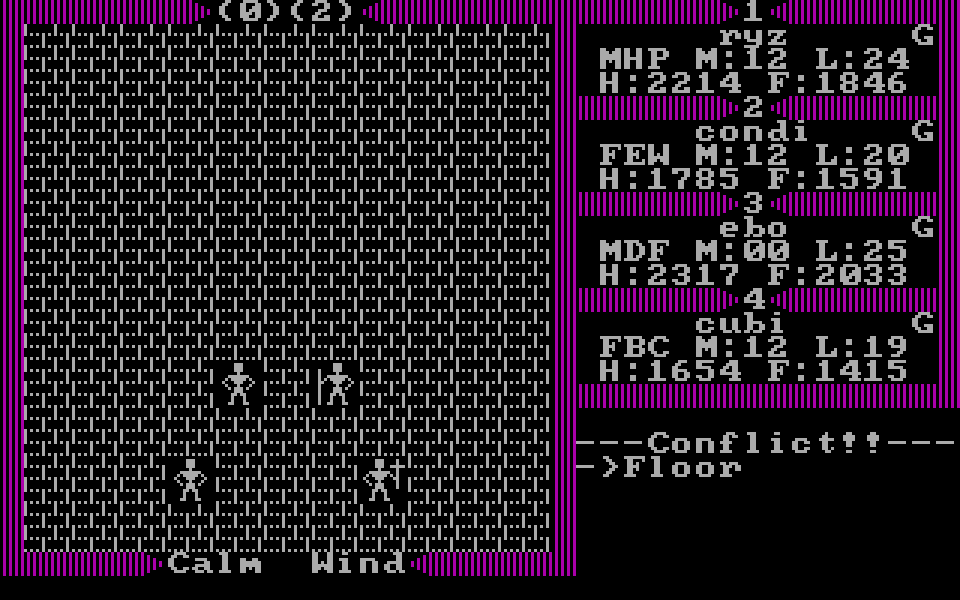 (0)(2)
1
ryz G
MHP M:12 L:24
H:2214 F:1846
2
condi G
FEW M:12 L:20
H:1785 F:1591
3
ebo G
MDF M:00 L:25
H:2317 F:2033
4
cubi G
FBC M:12 L:19
H:1654 F:1415
---Conflict!!---
->Floor
Calm Wind